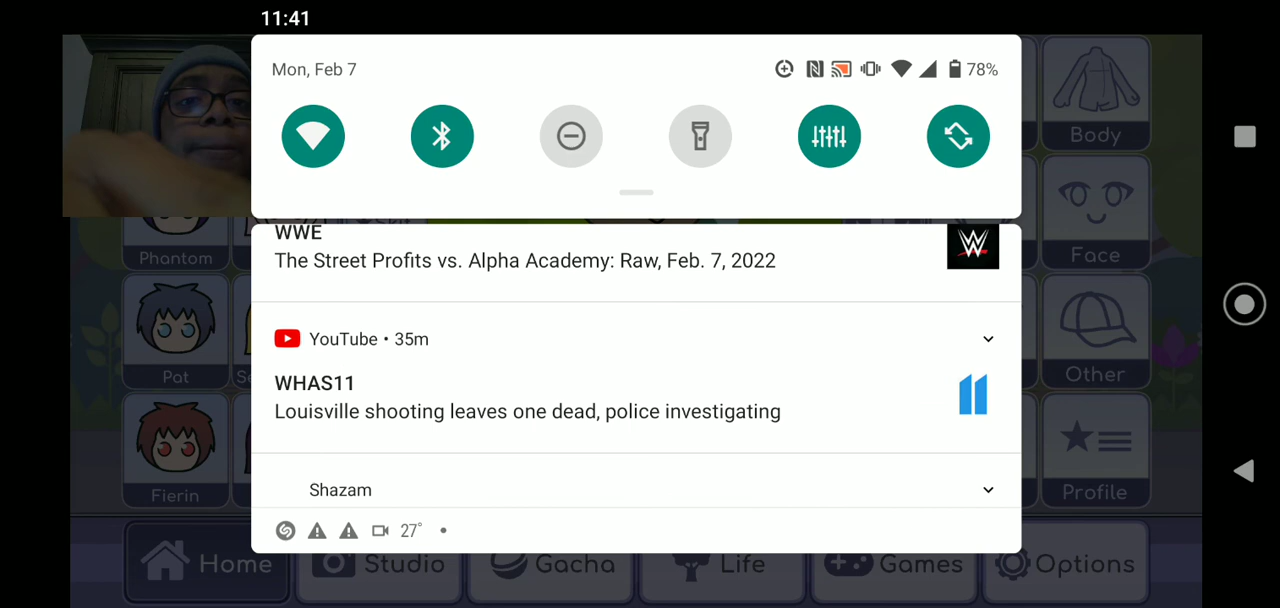 11:41
Mon, Feb 7
78%
WWE
The Street Profits vs. Alpha Academy: Raw, Feb. 7, 2022
YouTube • 35m
WHAS11
Louisville shooting leaves one dead, police investigating
Shazam
27°
Body
Face
Other
Profile
Phantom
Pat
Se
Fierin
Home
Studio
Gacha
Life
Games
Options